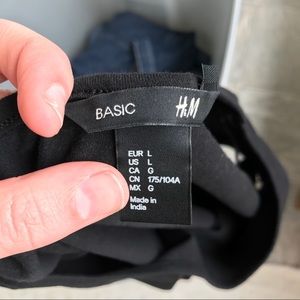 BASIC H&M
EUR L
US L
CA G
CN 175/104A
MX G
Made in
India